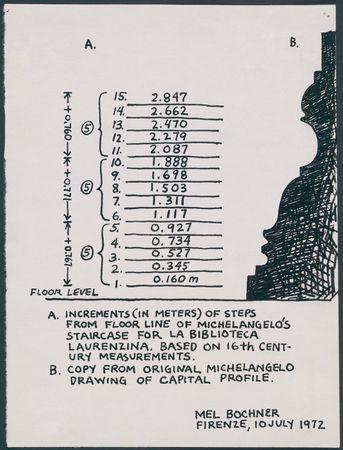 A. B.
15. 2.847
14. 2.662
13. 2.470
12. 2.279
11. 2.087
10. 1.888
9. 1.698
8. 1.503
7. 1.311
6. 1.117
5. 0.927
4. 0.734
3. 0.527
2. 0.345
1. 0.160 m
+0.760
+0.771
+0.767
5
5
5
FLOOR LEVEL
A. INCREMENTS (IN METERS) OF STEPS
FROM FLOOR LINE OF MICHELANGELO'S
STAIRCASE FOR LA BIBLIOTECA
LAURENZINA, BASED ON 16th CENT-
URY MEASUREMENTS.
B. COPY FROM ORIGINAL MICHELANGELO
DRAWING OF CAPITAL PROFILE.
MEL BOCHNER
FIRENZE, 10 JULY 1972